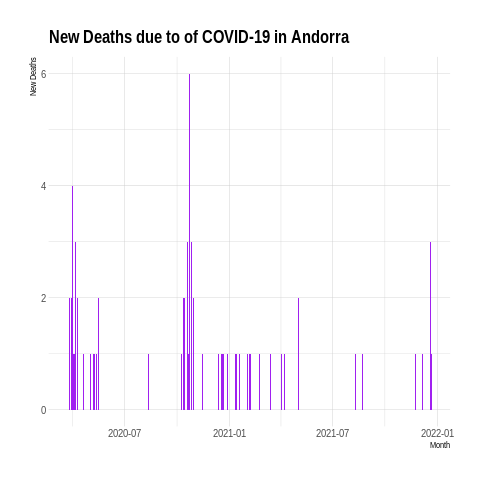 New Deaths due to of COVID-19 in Andorra
New Deaths
6
4
2
0
2020-07 2021-01 2021-07 2022-01
Month